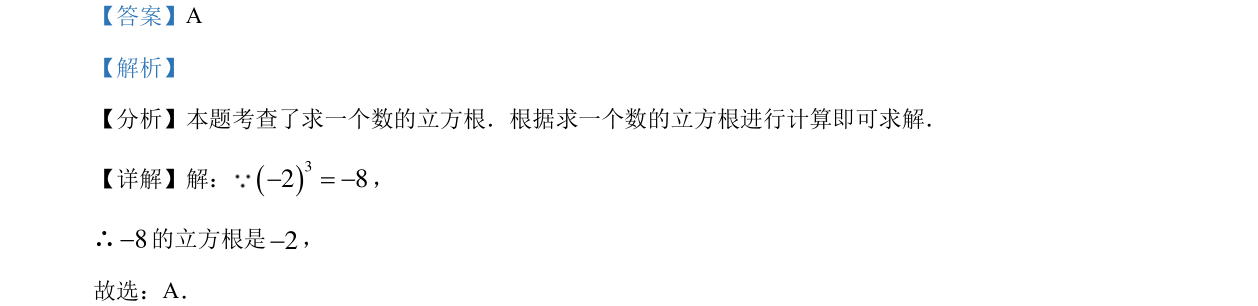 【答案】A
【解析】
【分析】本题考查了求一个数的立方根．根据求一个数的立方根进行计算即可求解．
【详解】解：∵(−2)³＝−8，
∴−8的立方根是−2，
故选：A．